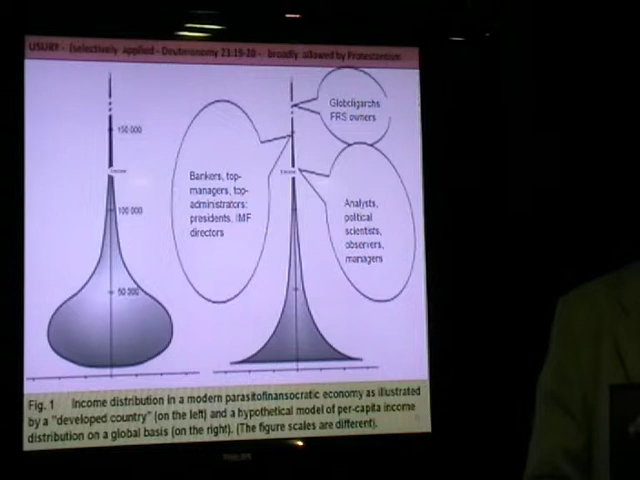 USURY - (selectively applied - Deuteronomy 23:19-20 - broadly allowed by Protestantism
150 000
100 000
50 000
Bankers, top-
managers, top-
administrators:
presidents, IMF
directors
Globoligarchs
FRS owners
Analysts,
political
scientists,
observers,
managers
Fig. 1 Income distribution in a modern parasitofinansocratic economy as illustrated
by a "developed country" (on the left) and a hypothetical model of per-capita income
distribution on a global basis (on the right). (The figure scales are different).
PHILIPS